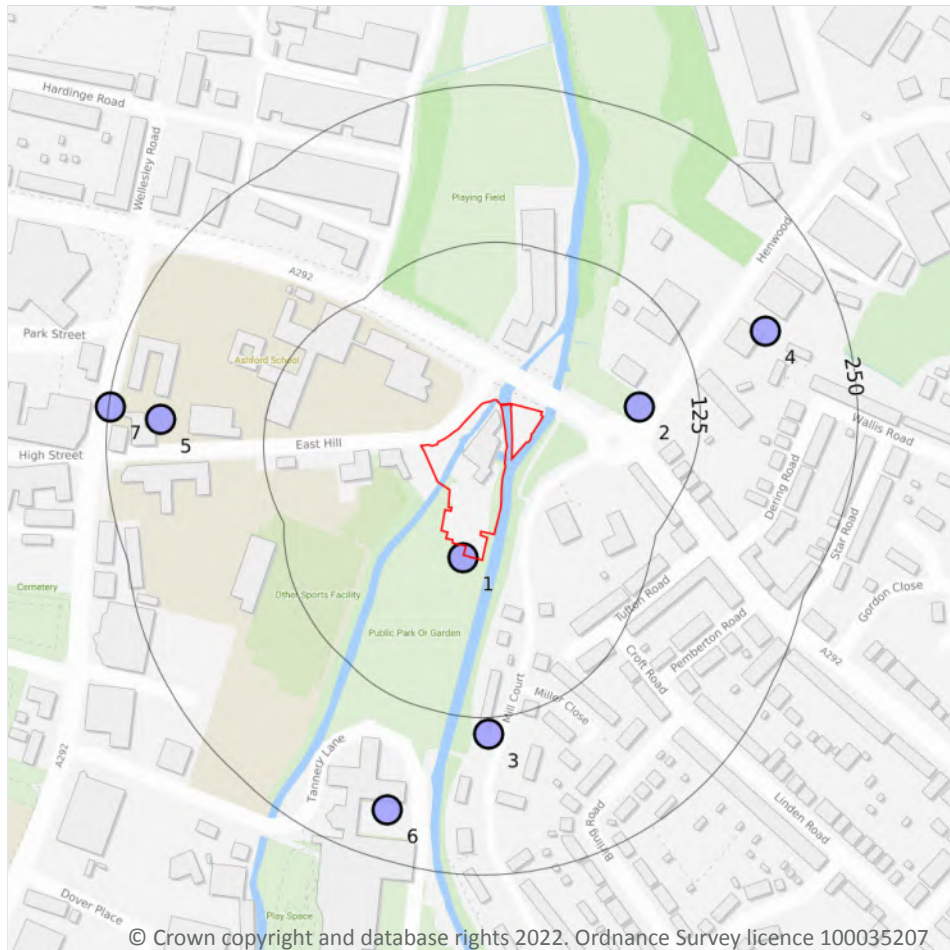 Hardinge Road
Wellesley Road
Playing Field
Henwood
A292
Park Street
Ashford School
250
4
125
2
Wallis Road
7
5
High Street
East Hill
Dering Road
Star Road
1
Gordon Close
Cemetery
Other Sports Facility
Tufton Road
Public Park Or Garden
Pemberton Road
Croft Road
A292
Mill Court
Miller Close
3
A292
Tannery Lane
Linden Road
6
Birling Road
Dover Place
Play Space
© Crown copyright and database rights 2022. Ordnance Survey licence 100035207